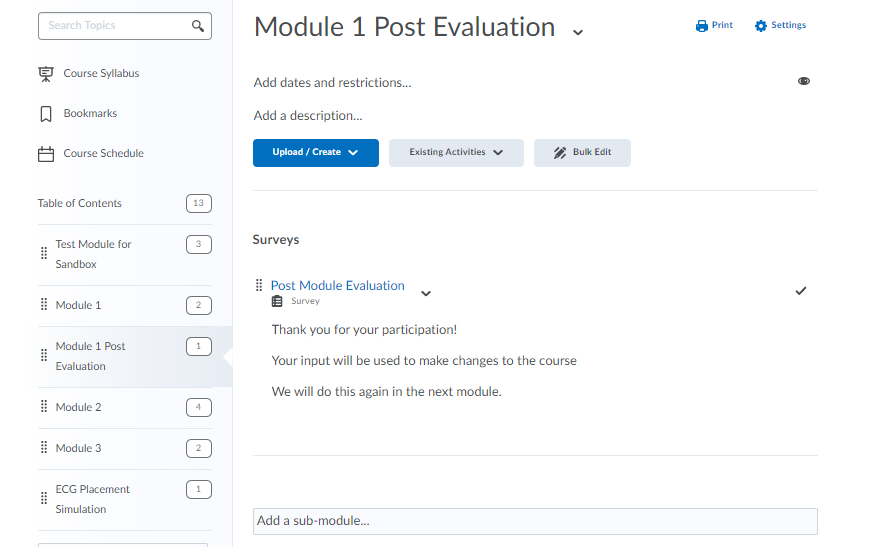 Search Topics
Course Syllabus
Bookmarks
Course Schedule
Table of Contents 13
Test Module for
Sandbox 3
Module 1 2
Module 1 Post
Evaluation 1
Module 2 4
Module 3 2
ECG Placement
Simulation 1
Module 1 Post Evaluation
Print Settings
Add dates and restrictions...
Add a description...
Upload / Create Existing Activities Bulk Edit
Surveys
Post Module Evaluation
Survey
Thank you for your participation!
Your input will be used to make changes to the course
We will do this again in the next module.
Add a sub-module...